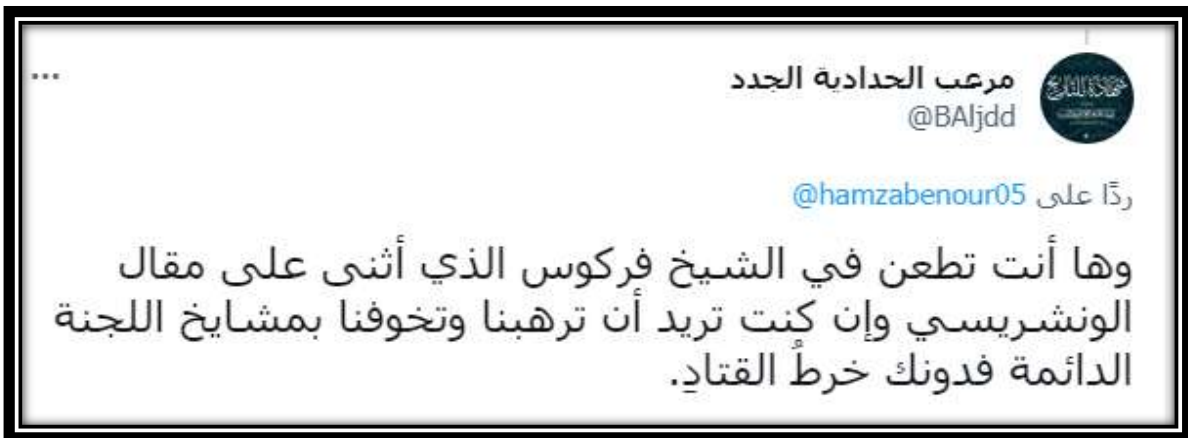 مرعب الحدادية الجدد
@BAljdd
ردًا على @hamzabenour05
وها أنت تطعن في الشيخ فركوس الذي أثنى على مقال
الونشريسي وإن كنت تريد أن ترهبنا وتخوفنا بمشايخ اللجنة
الدائمة فدونك خرطُ القتادِ.